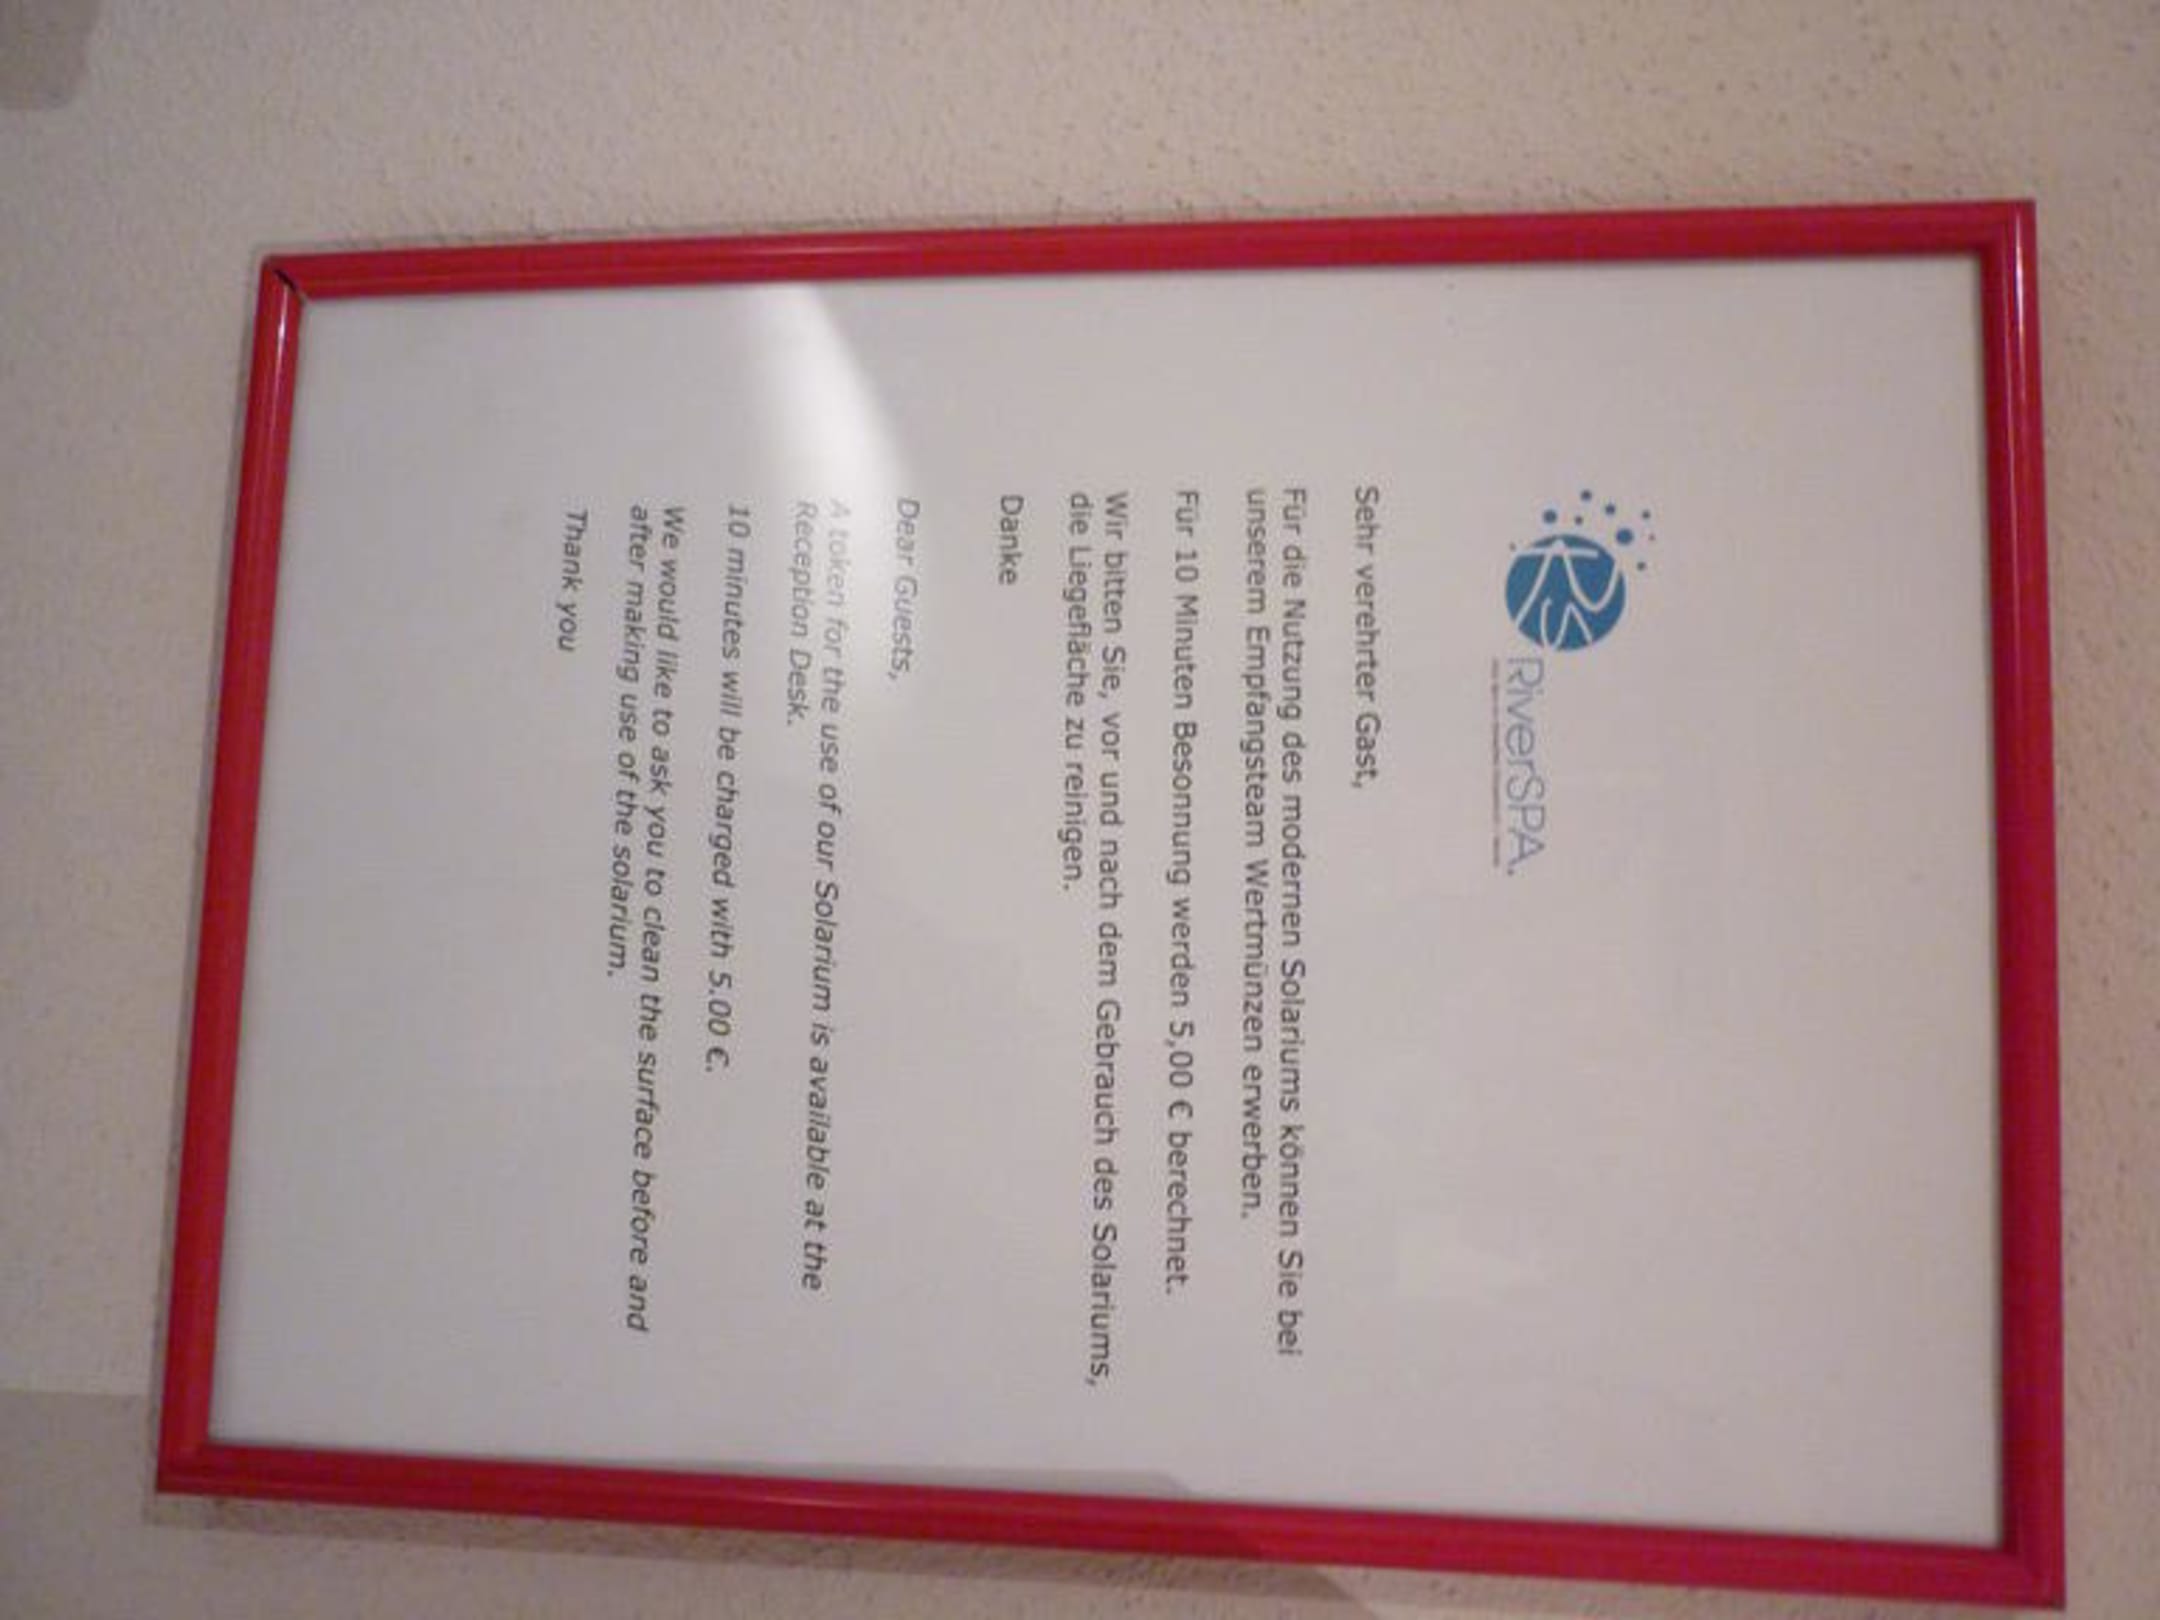 RS RiverSPA.
Sehr verehrter Gast,
Für die Nutzung des modernen Solariums können Sie bei
unserem Empfangsteam Wertmünzen erwerben.
Für 10 Minuten Besonnung werden 5,00 € berechnet.
Wir bitten Sie, vor und nach dem Gebrauch des Solariums,
die Liegefläche zu reinigen.
Danke
Dear Guests,
A token for the use of our Solarium is available at the
Reception Desk.
10 minutes will be charged with 5.00 €.
We would like to ask you to clean the surface before and
after making use of the solarium.
Thank you